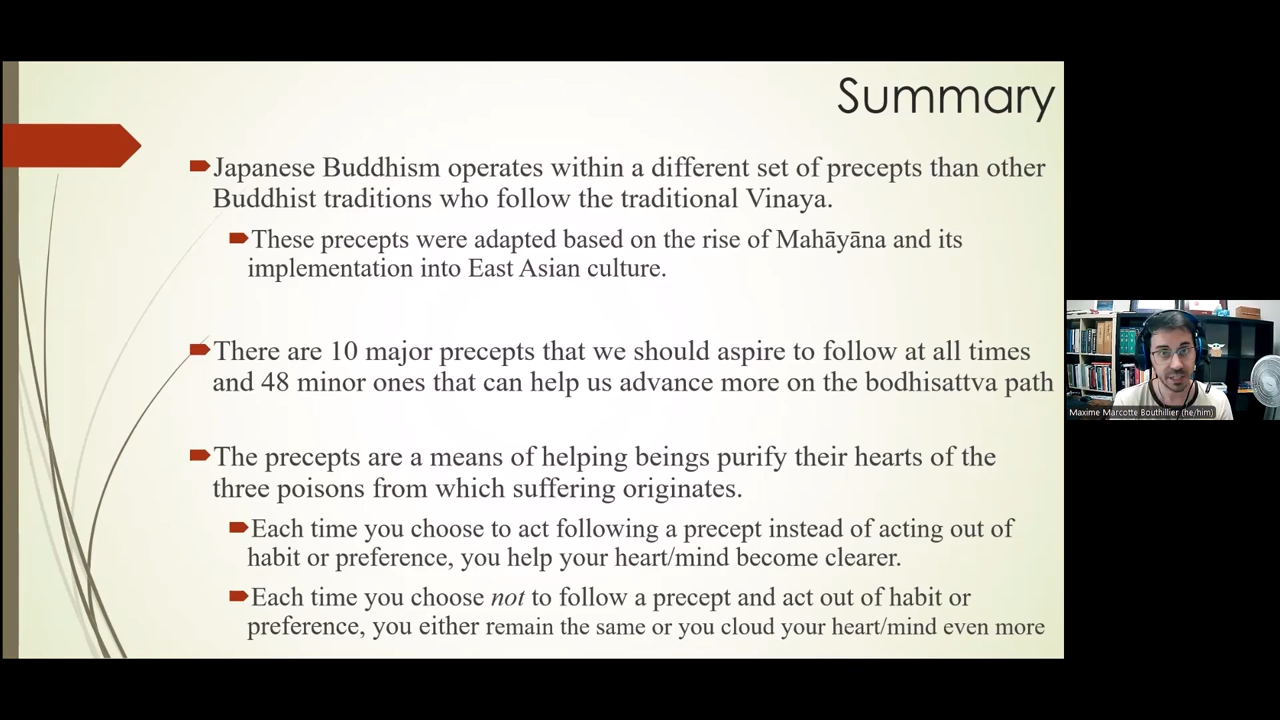 Summary
Japanese Buddhism operates within a different set of precepts than other
Buddhist traditions who follow the traditional Vinaya.
These precepts were adapted based on the rise of Mahāyāna and its
implementation into East Asian culture.
There are 10 major precepts that we should aspire to follow at all times
and 48 minor ones that can help us advance more on the bodhisattva path
The precepts are a means of helping beings purify their hearts of the
three poisons from which suffering originates.
Each time you choose to act following a precept instead of acting out of
habit or preference, you help your heart/mind become clearer.
Each time you choose not to follow a precept and act out of habit or
preference, you either remain the same or you cloud your heart/mind even more
Maxime Marcotte Bouthillier (he/him)